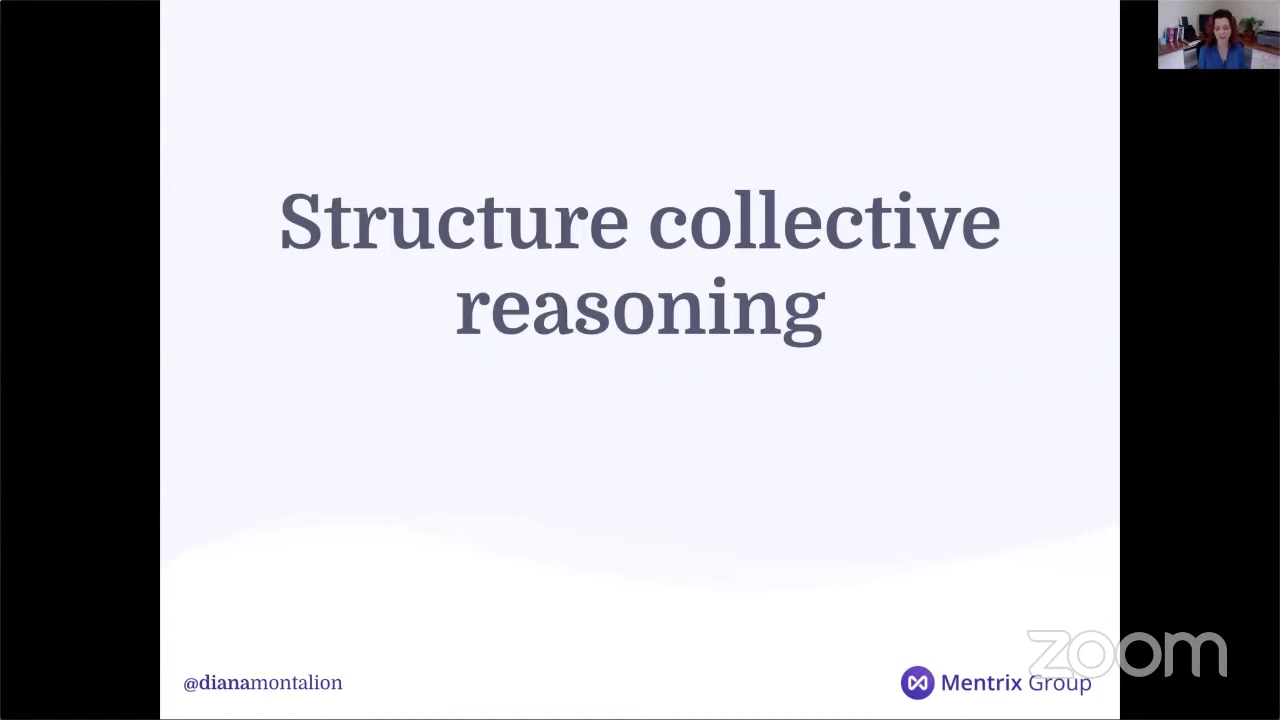 Structure collective
reasoning
@dianamontalion
Mentrix Group
zoom